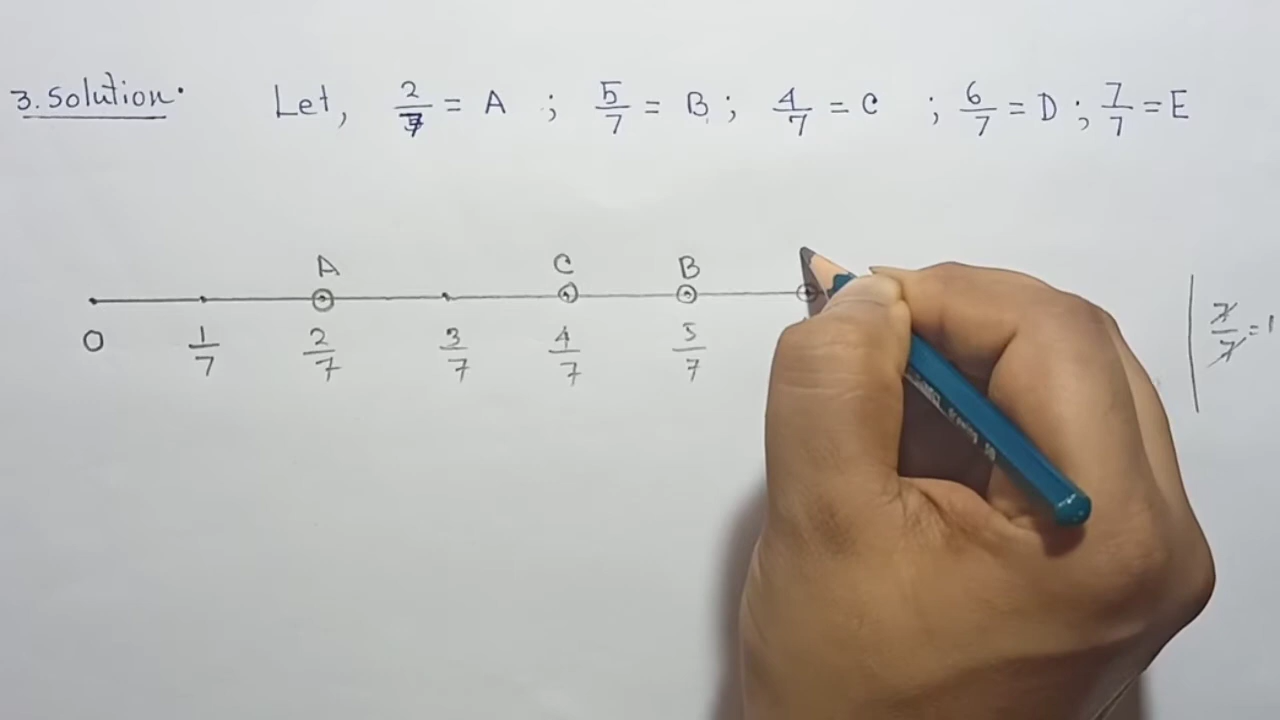 3. Solution. Let, 2/7 = A ; 5/7 = B ; 4/7 = C ; 6/7 = D ; 7/7 = E
A C B
0 1/7 2/7 3/7 4/7 5/7
7/7 = 1